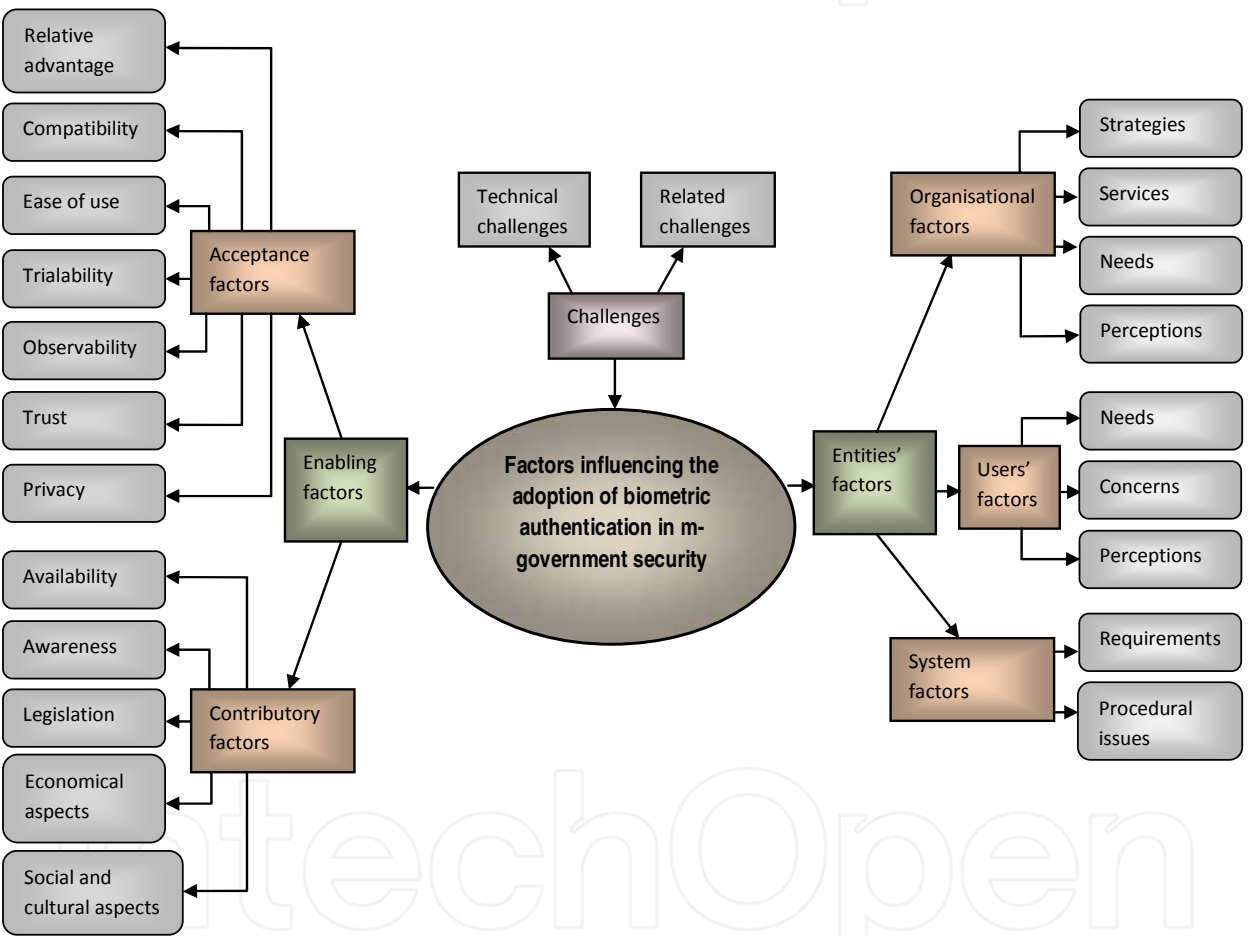 Relative
advantage
Compatibility
Ease of use
Trialability
Observability
Trust
Privacy
Acceptance
factors
Enabling
factors
Availability
Awareness
Legislation
Economical
aspects
Social and
cultural aspects
Contributory
factors
Technical
challenges
Related
challenges
Challenges
Factors influencing the
adoption of biometric
authentication in m-
government security
Entities’
factors
Organisational
factors
Strategies
Services
Needs
Perceptions
Users’
factors
Needs
Concerns
Perceptions
System
factors
Requirements
Procedural
issues
IntechOpen